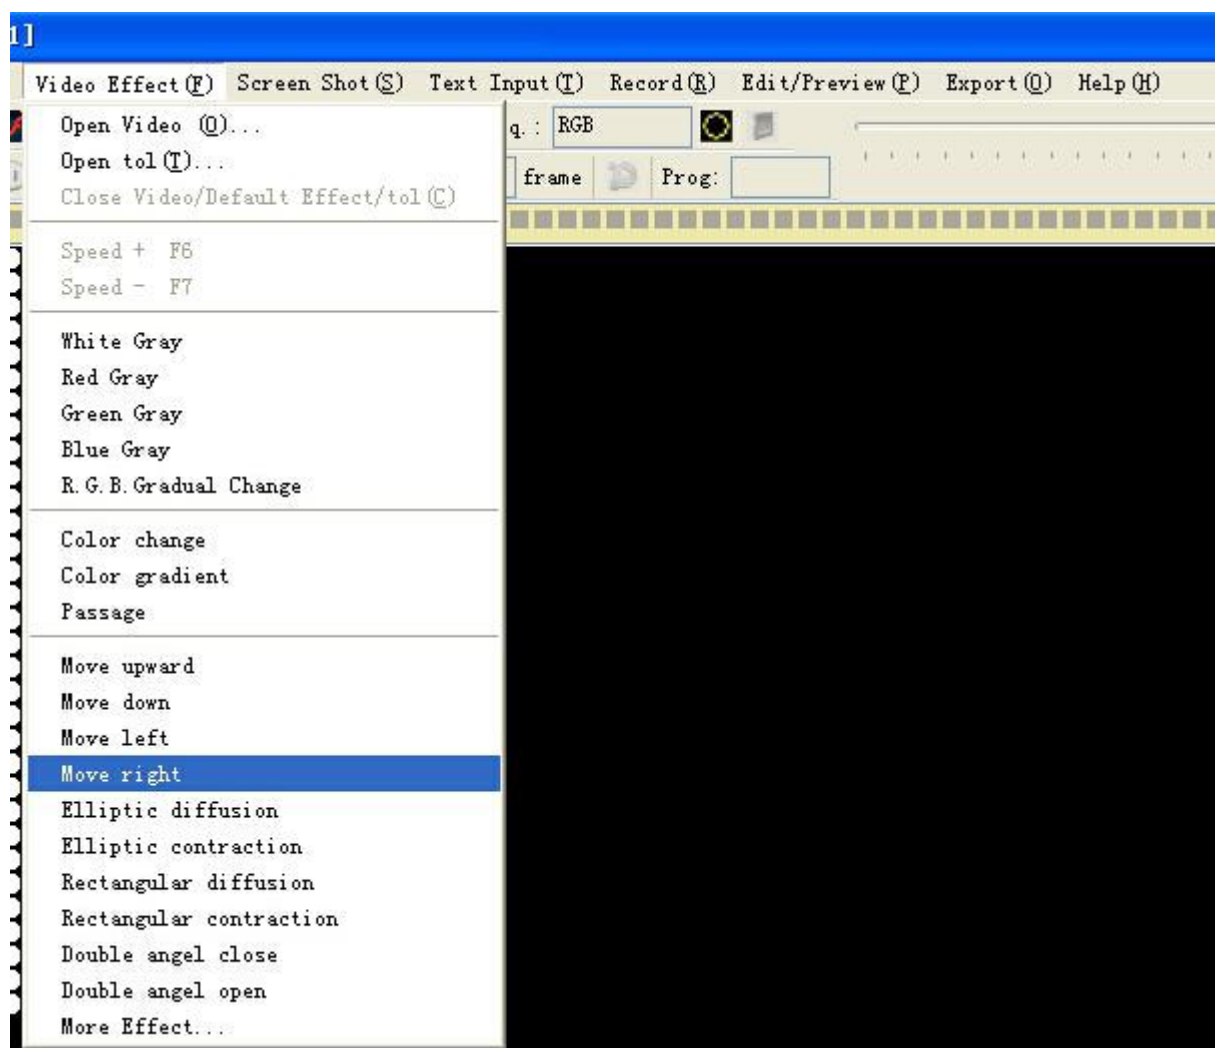 1]
Video Effect(F) Screen Shot(S) Text Input(T) Record(R) Edit/Preview(P) Export(O) Help(H)
Open Video (O)...
q.: RGB
Open tol(T)...
frame Prog:
Close Video/Default Effect/tol(C)
Speed + F6
Speed - F7
White Gray
Red Gray
Green Gray
Blue Gray
R.G.B.Gradual Change
Color change
Color gradient
Passage
Move upward
Move down
Move left
Move right
Elliptic diffusion
Elliptic contraction
Rectangular diffusion
Rectangular contraction
Double angel close
Double angel open
More Effect...